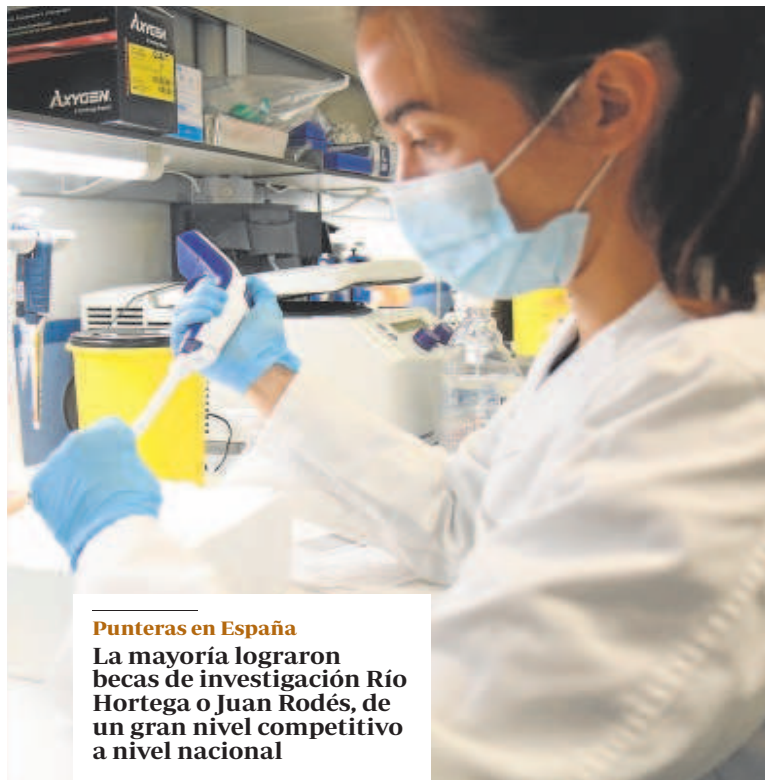 AXYGEN
AXYGEN
Punteras en España
La mayoría lograron
becas de investigación Río
Hortega o Juan Rodés, de
un gran nivel competitivo
a nivel nacional